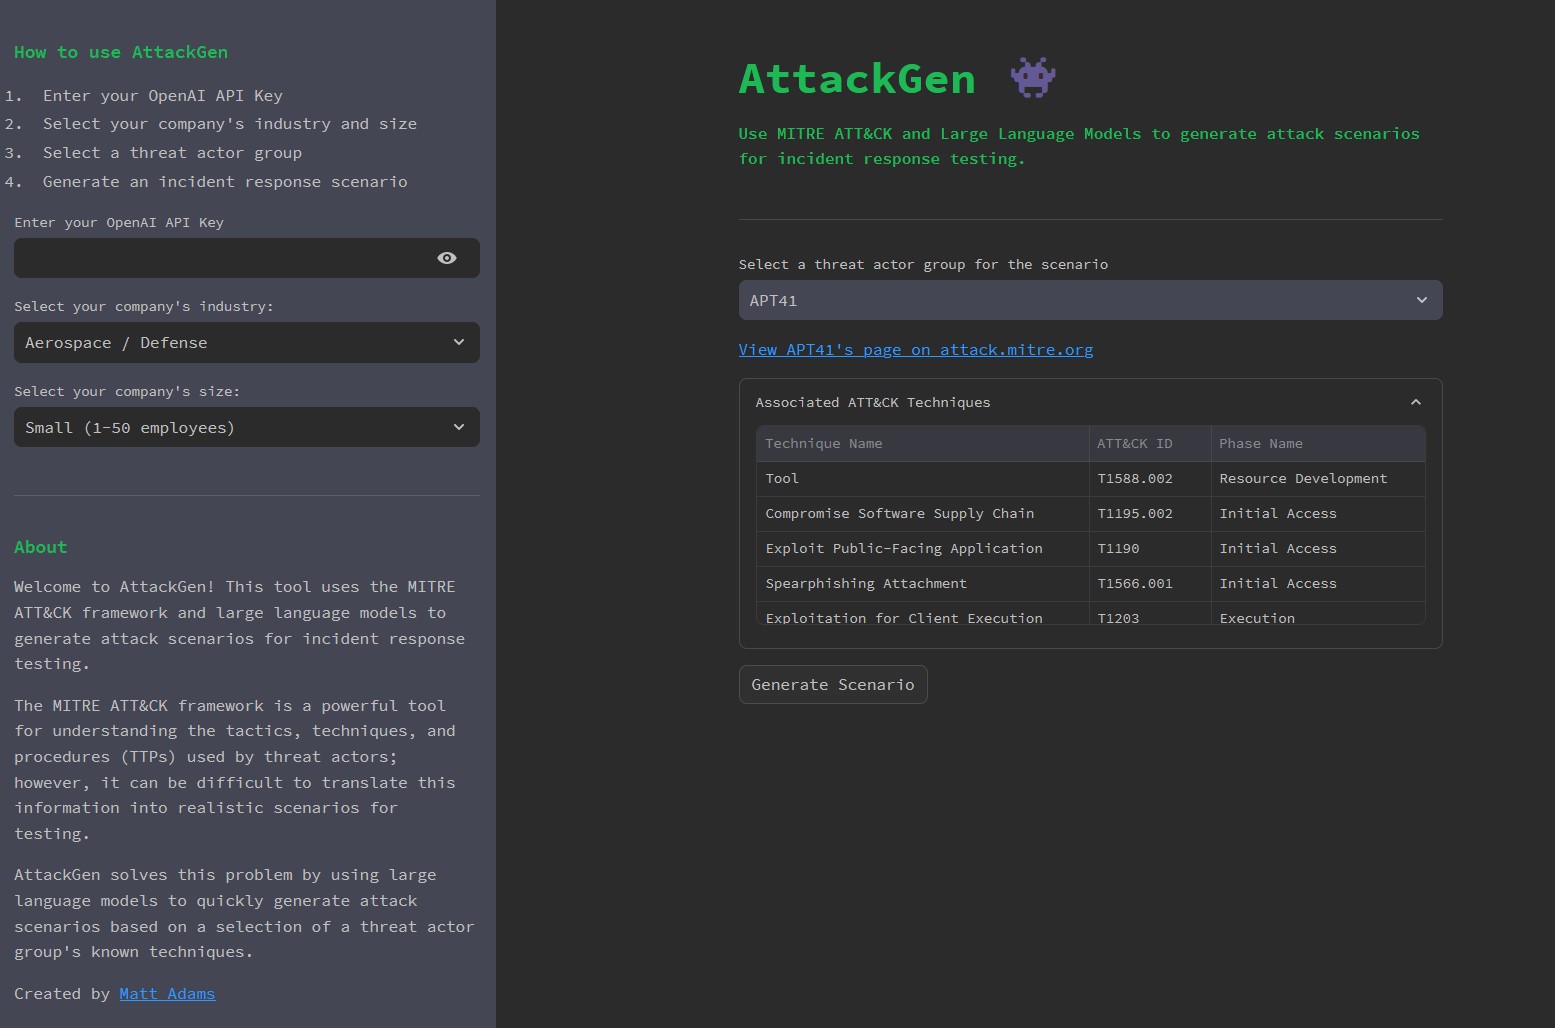 How to use AttackGen
1. Enter your OpenAI API Key
2. Select your company's industry and size
3. Select a threat actor group
4. Generate an incident response scenario
Enter your OpenAI API Key
Select your company's industry:
Aerospace / Defense
Select your company's size:
Small (1-50 employees)
About
Welcome to AttackGen! This tool uses the MITRE
ATT&CK framework and large language models to
generate attack scenarios for incident response
testing.
The MITRE ATT&CK framework is a powerful tool
for understanding the tactics, techniques, and
procedures (TTPs) used by threat actors;
however, it can be difficult to translate this
information into realistic scenarios for
testing.
AttackGen solves this problem by using large
language models to quickly generate attack
scenarios based on a selection of a threat actor
group's known techniques.
Created by Matt Adams
AttackGen
Use MITRE ATT&CK and Large Language Models to generate attack scenarios
for incident response testing.
Select a threat actor group for the scenario
APT41
View APT41's page on attack.mitre.org
Associated ATT&CK Techniques
Technique Name ATT&CK ID Phase Name
Tool T1588.002 Resource Development
Compromise Software Supply Chain T1195.002 Initial Access
Exploit Public-Facing Application T1190 Initial Access
Spearphishing Attachment T1566.001 Initial Access
Exploitation for Client Execution T1203 Execution
Generate Scenario